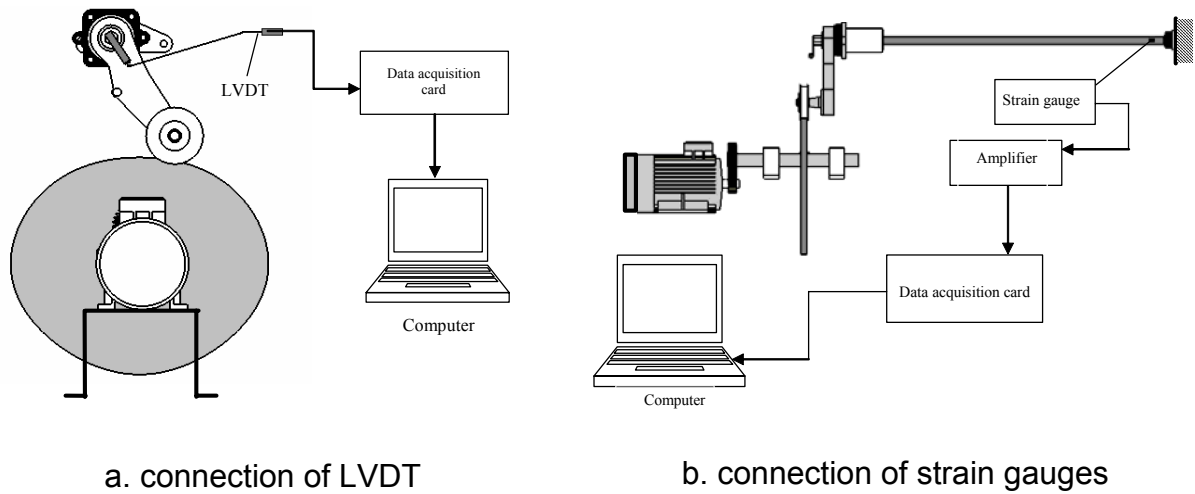 LVDT
Data acquisition
card
Computer
a. connection of LVDT
Strain gauge
Amplifier
Data acquisition card
Computer
b. connection of strain gauges